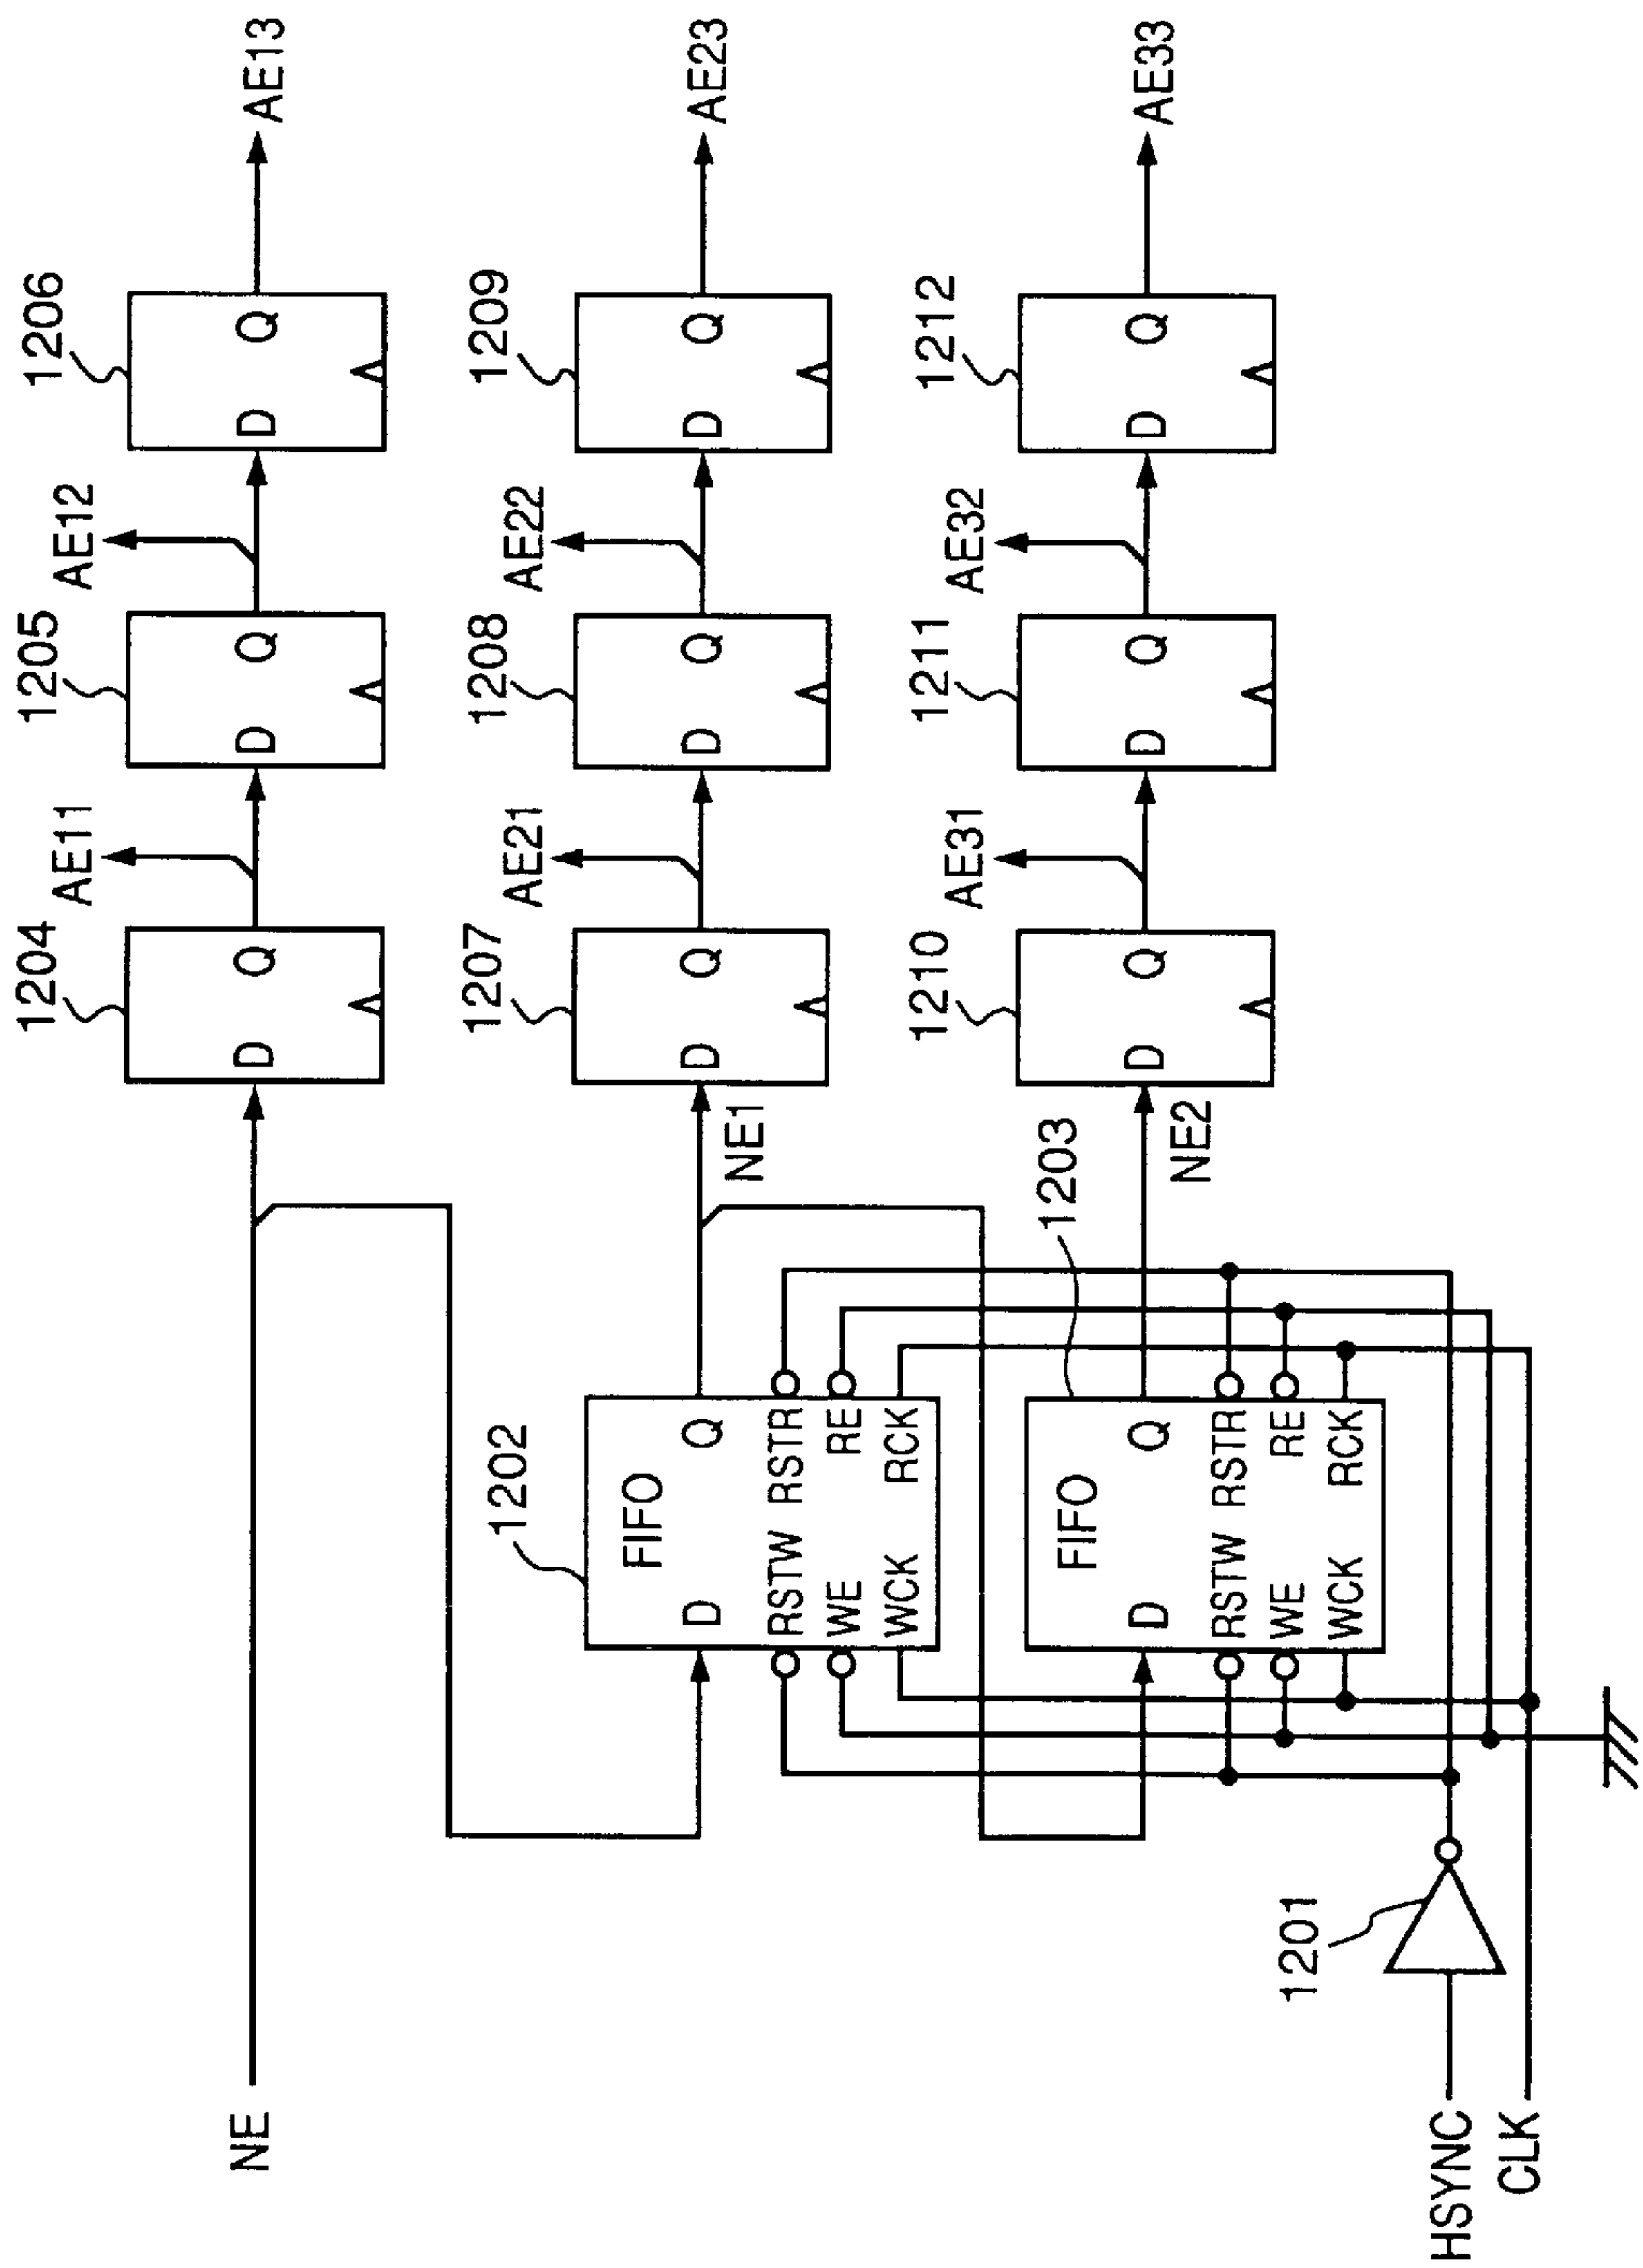 1204
D Q
AE11
1205
D Q
AE12
1206
D Q
AE13
NE
1202
FIFO
D Q
RSTW RSTR
WE RE
WCK RCK
NE1
1207
D Q
AE21
1208
D Q
AE22
1209
D Q
AE23
1203
FIFO
D Q
RSTW RSTR
WE RE
WCK RCK
NE2
1210
D Q
AE31
1211
D Q
AE32
1212
D Q
AE33
1201
HSYNC
CLK